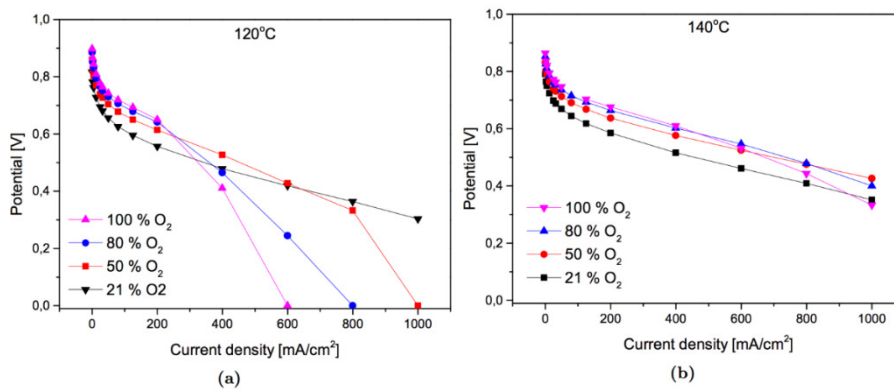 120°C
Potential [V]
1,0
0,8
0,6
0,4
0,2
0,0
100 % O₂
80 % O₂
50 % O₂
21 % O2
0 200 400 600 800 1000
Current density [mA/cm²]
(a)
140°C
Potential [V]
1,0
0,8
0,6
0,4
0,2
0,0
100 % O₂
80 % O₂
50 % O₂
21 % O₂
0 200 400 600 800 1000
Current density [mA/cm²]
(b)